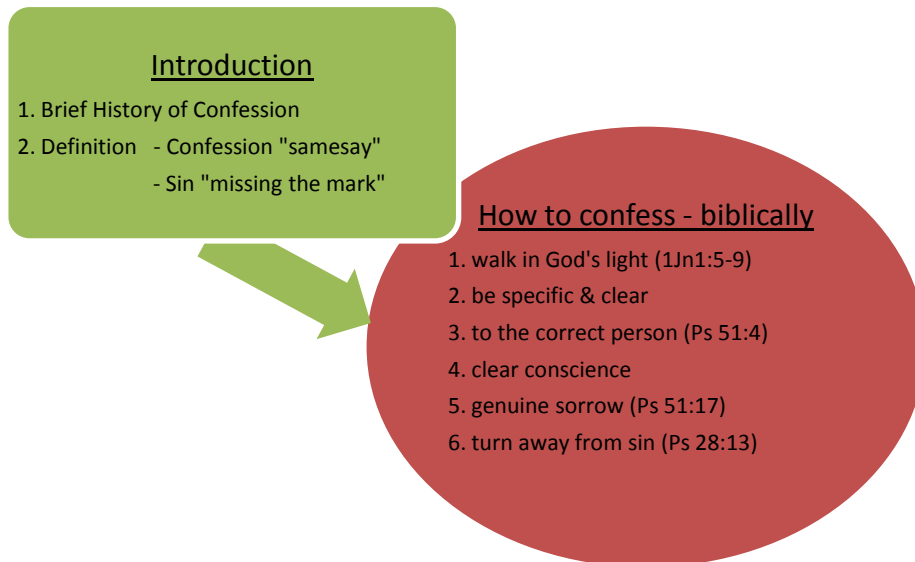 Introduction
1. Brief History of Confession
2. Definition - Confession "samesay"
- Sin "missing the mark"
How to confess - biblically
1. walk in God's light (1Jn1:5-9)
2. be specific & clear
3. to the correct person (Ps 51:4)
4. clear conscience
5. genuine sorrow (Ps 51:17)
6. turn away from sin (Ps 28:13)